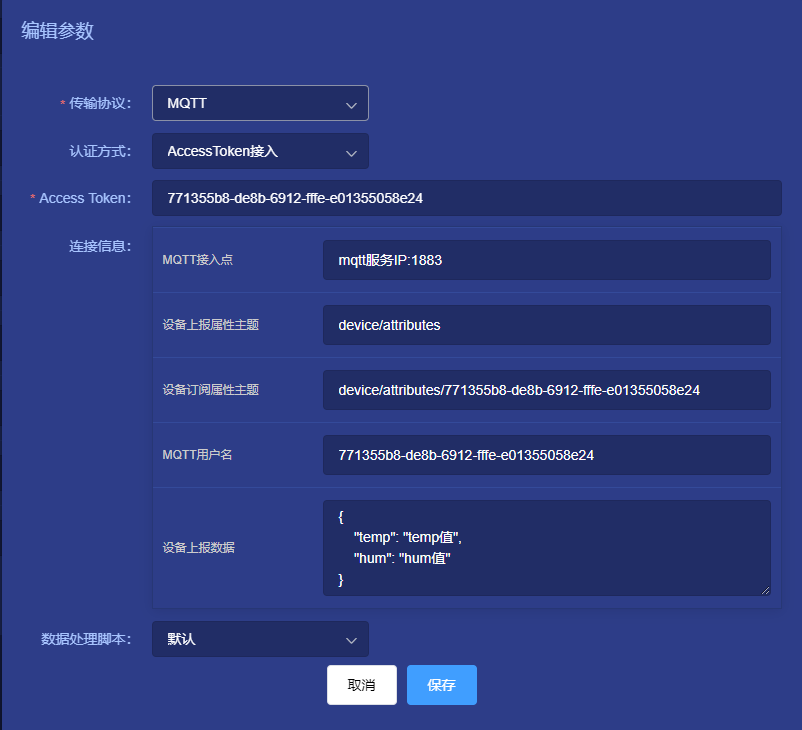 编辑参数
* 传输协议： MQTT
认证方式： AccessToken接入
* Access Token： 771355b8-de8b-6912-fffe-e01355058e24
连接信息：
MQTT接入点 mqtt服务IP:1883
设备上报属性主题 device/attributes
设备订阅属性主题 device/attributes/771355b8-de8b-6912-fffe-e01355058e24
MQTT用户名 771355b8-de8b-6912-fffe-e01355058e24
设备上报数据
{
"temp": "temp值",
"hum": "hum值"
}
数据处理脚本： 默认
取消 保存